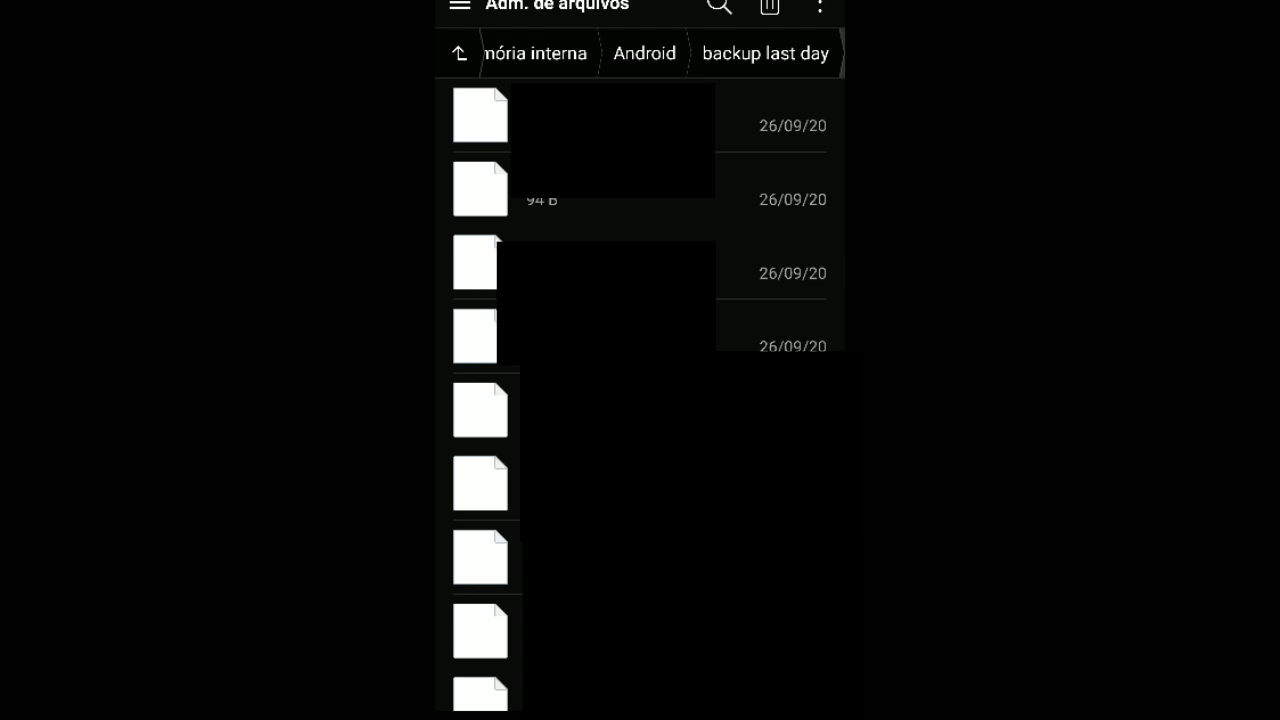 Adm. de arquivos
nória interna Android backup last day
26/09/20
94 B 26/09/20
26/09/20
26/09/20